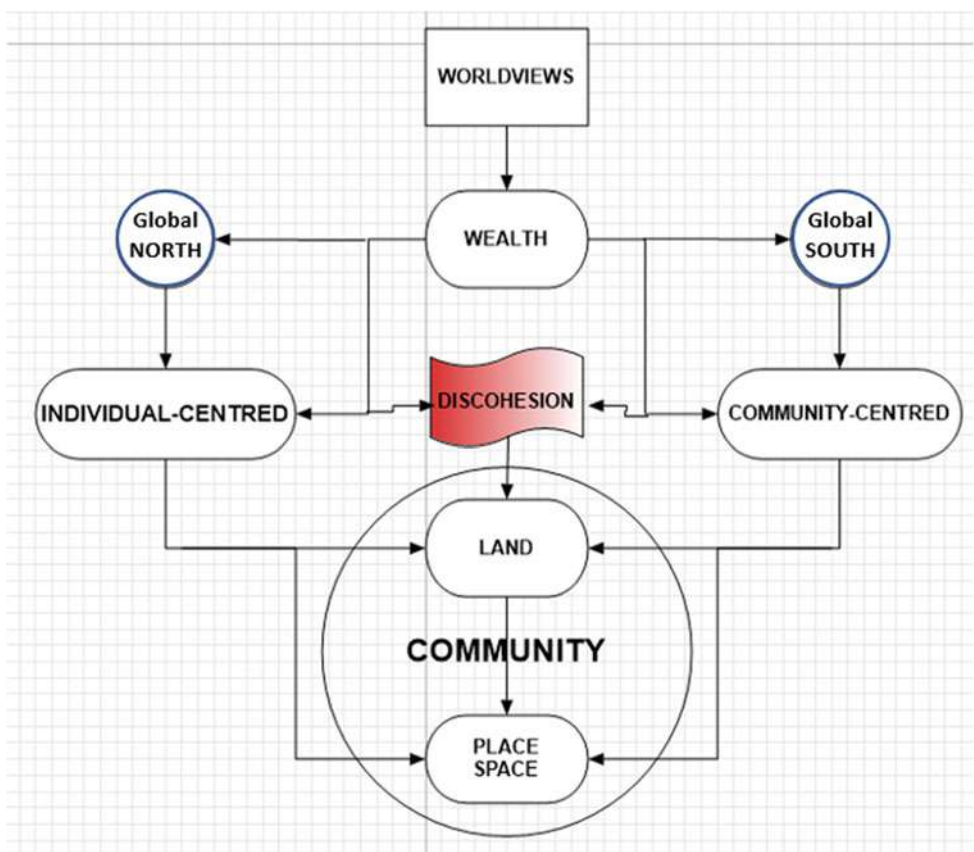 WORLDVIEWS
Global
NORTH
WEALTH
Global
SOUTH
INDIVIDUAL-CENTRED
DISCOHESION
COMMUNITY-CENTRED
LAND
COMMUNITY
PLACE
SPACE